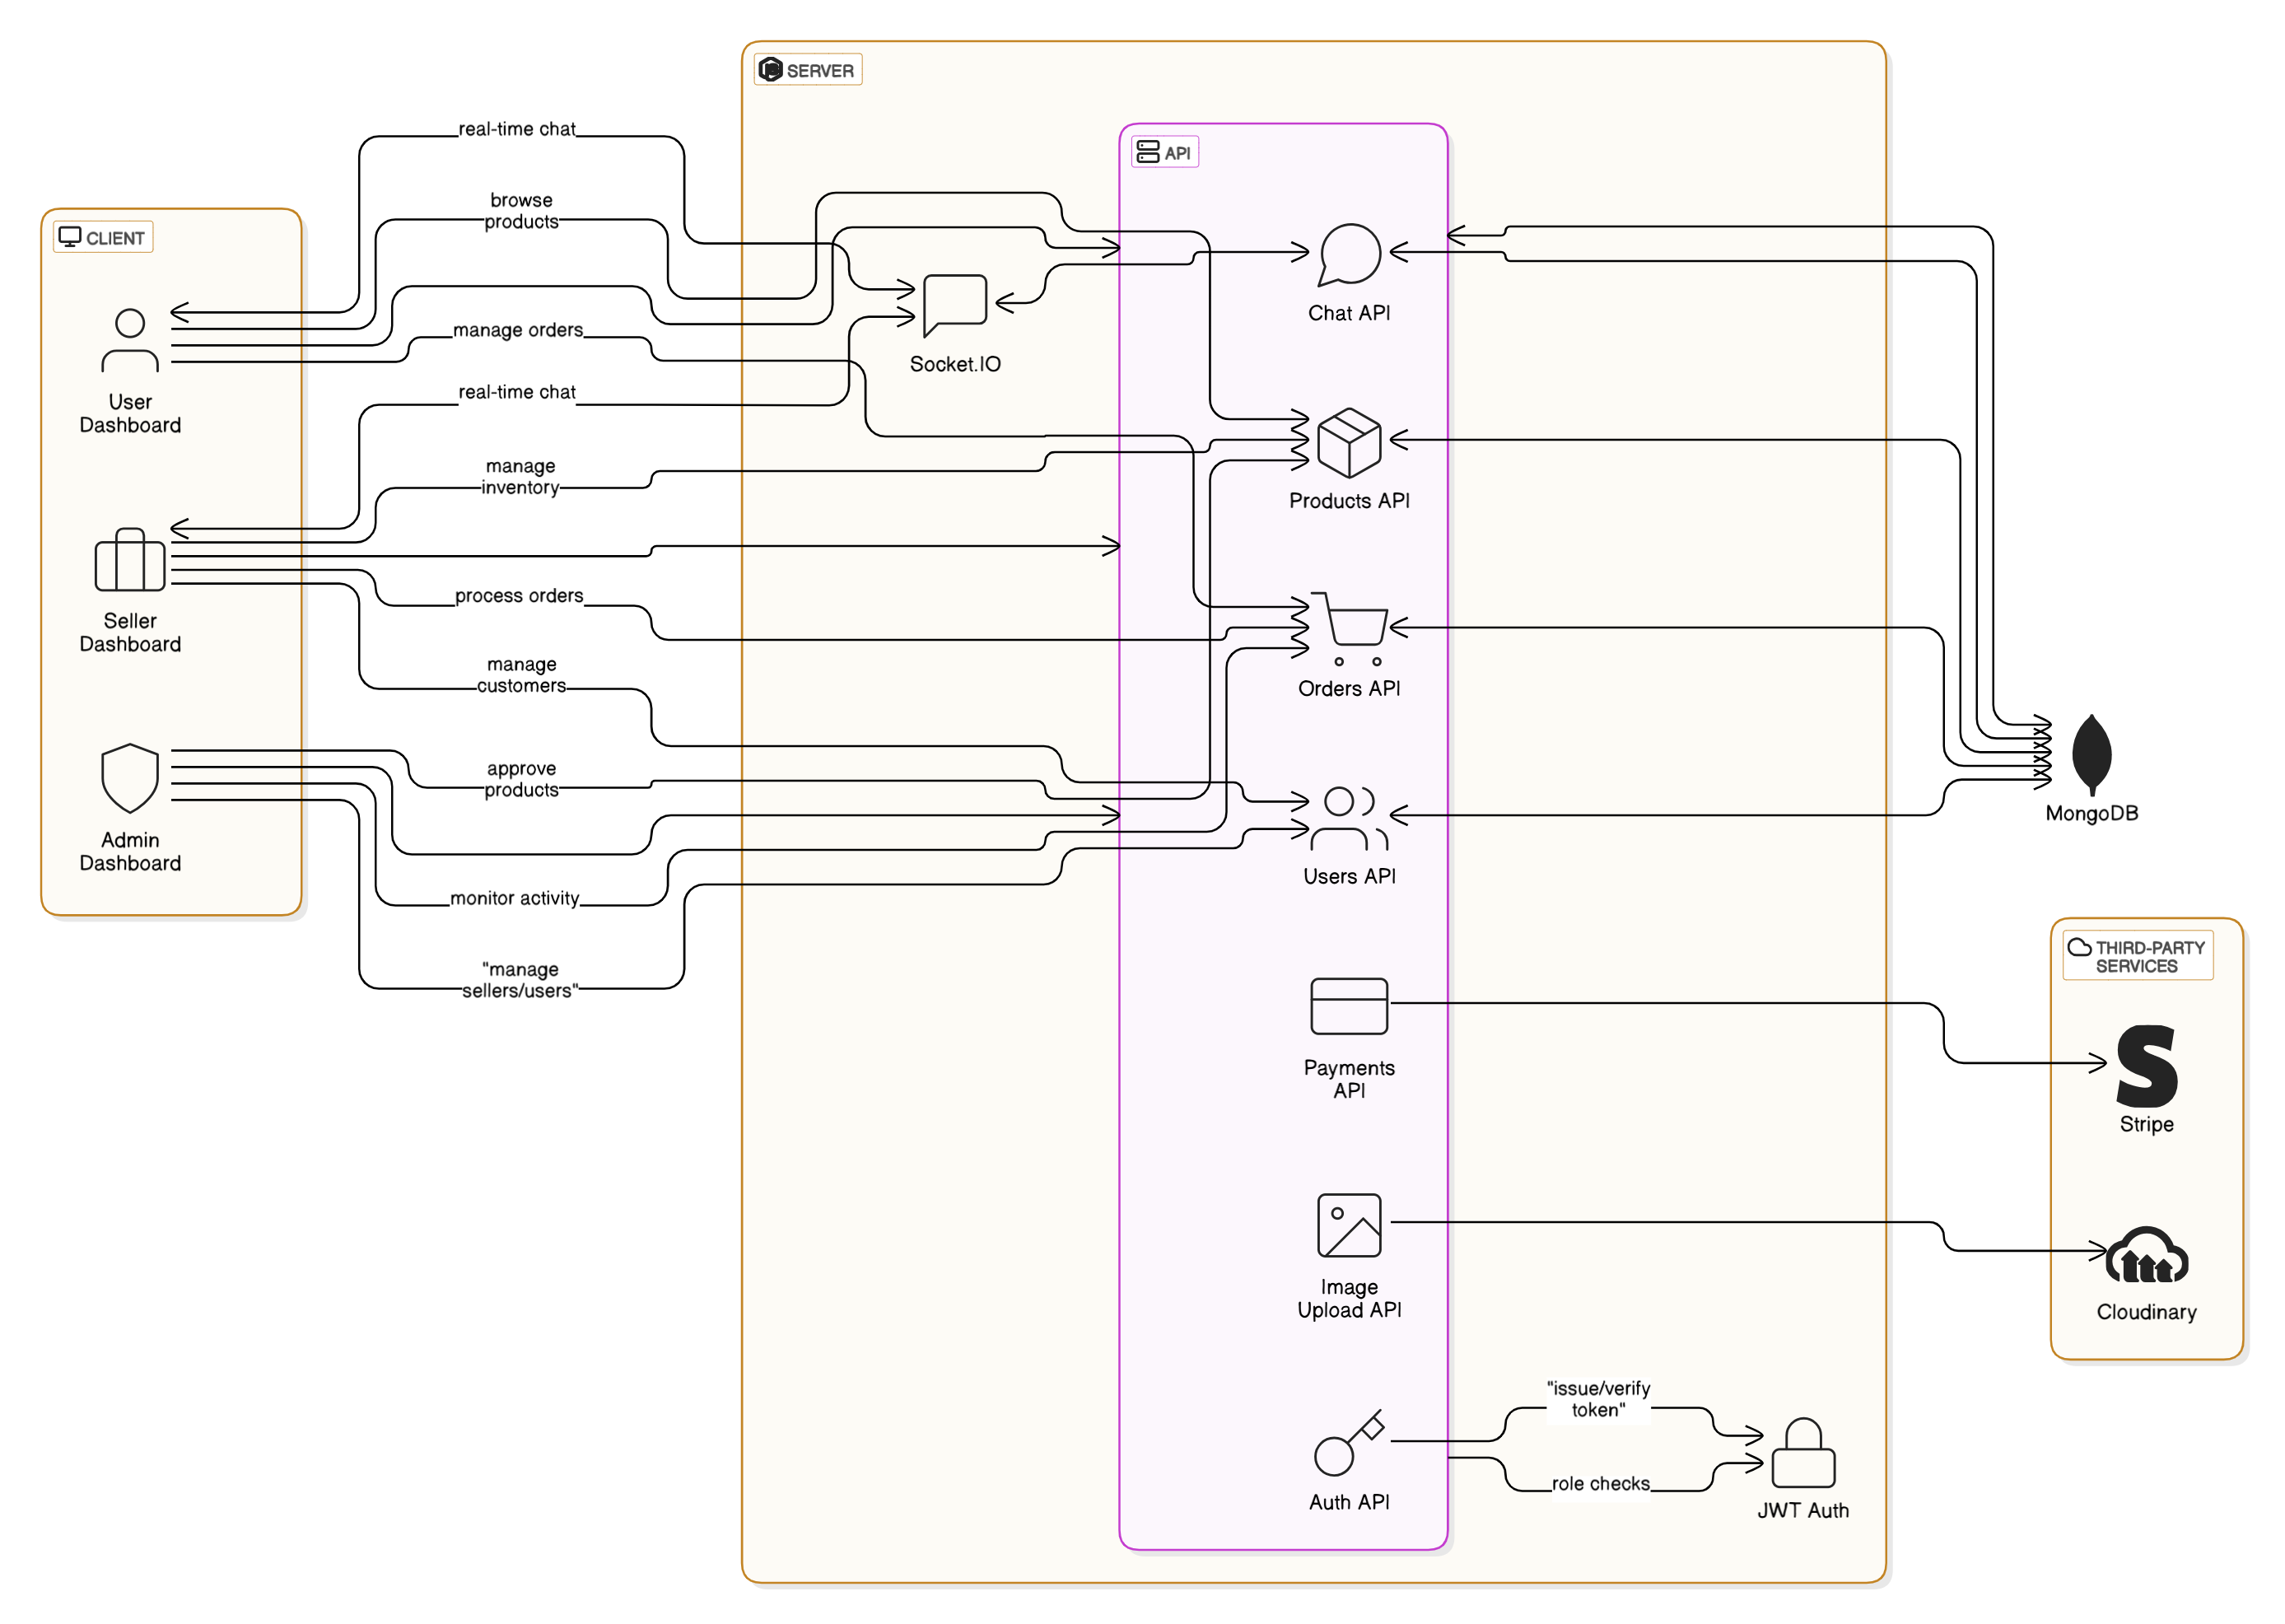 SERVER
real-time chat
API
browse
products
CLIENT
Chat API
manage orders
Socket.IO
User
Dashboard
real-time chat
manage
inventory
Products API
process orders
Seller
Dashboard
manage
customers
Orders API
approve
products
MongoDB
Admin
Dashboard
Users API
monitor activity
THIRD-PARTY
SERVICES
"manage
sellers/users"
Payments
API
Stripe
Image
Upload API
Cloudinary
"issue/verify
token"
role checks
Auth API
JWT Auth